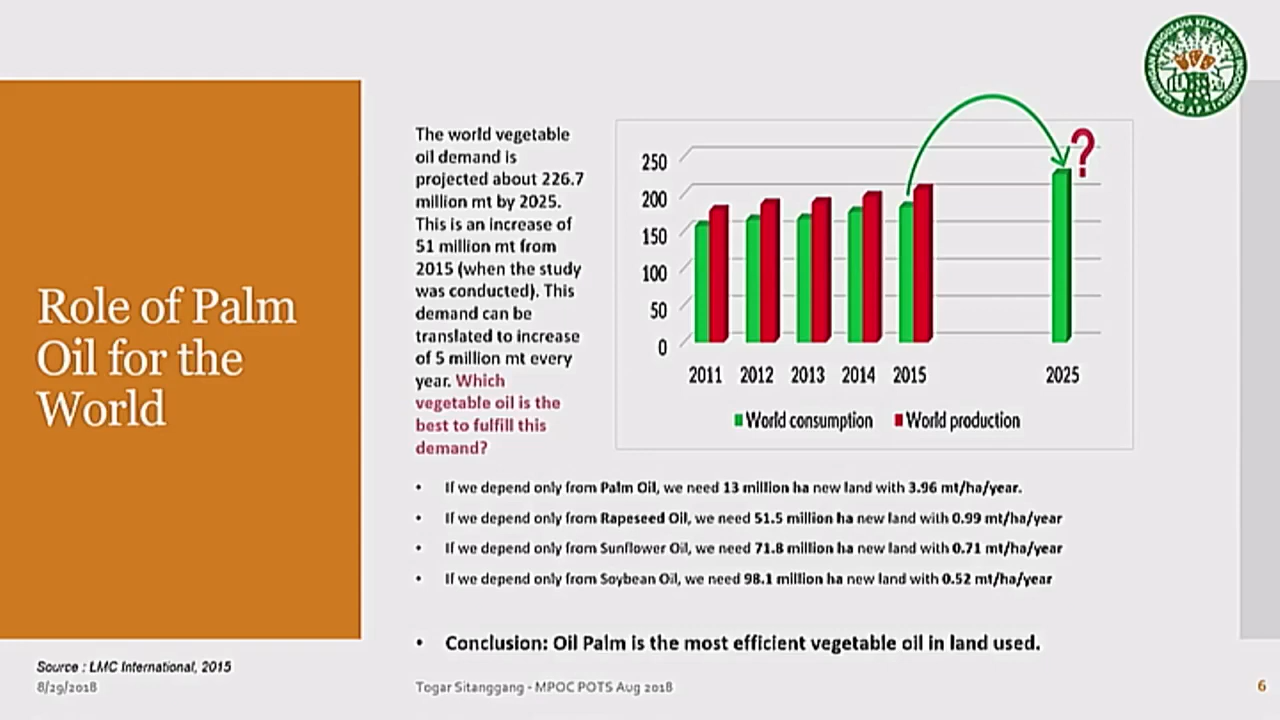 GABUNGAN PENGUSAHA KELAPA SAWIT INDONESIA
GAPKI
Role of Palm
Oil for the
World
The world vegetable
oil demand is
projected about 226.7
million mt by 2025.
This is an increase of
51 million mt from
2015 (when the study
was conducted). This
demand can be
translated to increase
of 5 million mt every
year. Which
vegetable oil is the
best to fulfill this
demand?
?
250
200
150
100
50
0
2011 2012 2013 2014 2015 2025
World consumption World production
• If we depend only from Palm Oil, we need 13 million ha new land with 3.96 mt/ha/year.
• If we depend only from Rapeseed Oil, we need 51.5 million ha new land with 0.99 mt/ha/year
• If we depend only from Sunflower Oil, we need 71.8 million ha new land with 0.71 mt/ha/year
• If we depend only from Soybean Oil, we need 98.1 million ha new land with 0.52 mt/ha/year
• Conclusion: Oil Palm is the most efficient vegetable oil in land used.
Source : LMC International, 2015
8/29/2018
Togar Sitanggang - MPOC POTS Aug 2018
6